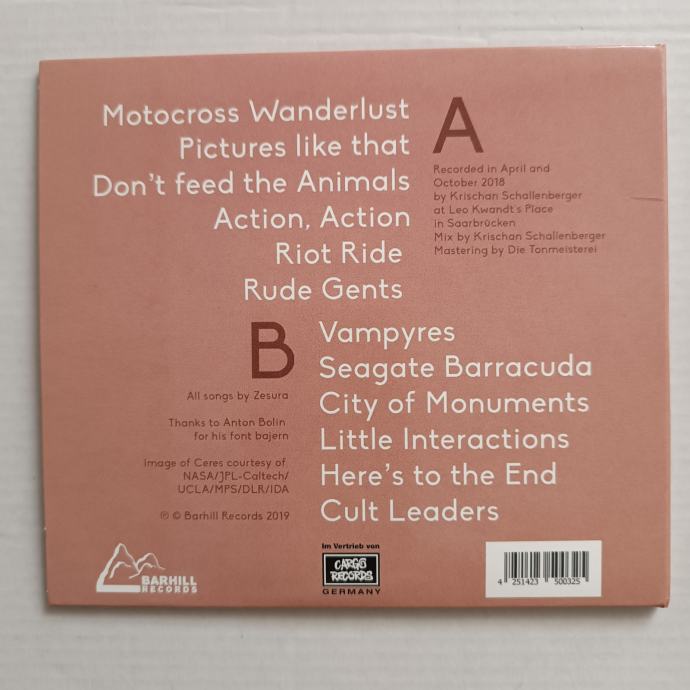 Motocross Wanderlust
Pictures like that
Don't feed the Animals
Action, Action
Riot Ride
Rude Gents
A
Recorded in April and
October 2018
by Krischan Schallenberger
at Leo Kwandt's Place
in Saarbrücken
Mix by Krischan Schallenberger
Mastering by Die Tonmeisterei
B
All songs by Zesura
Thanks to Anton Bolin
for his font bajern
image of Ceres courtesy of
NASA/JPL-Caltech/
UCLA/MPS/DLR/IDA
℗ © Barhill Records 2019
Vampyres
Seagate Barracuda
City of Monuments
Little Interactions
Here's to the End
Cult Leaders
BARHILL
RECORDS
Im Vertrieb von
CARGO
RECORDS
GERMANY
4 251423 500325